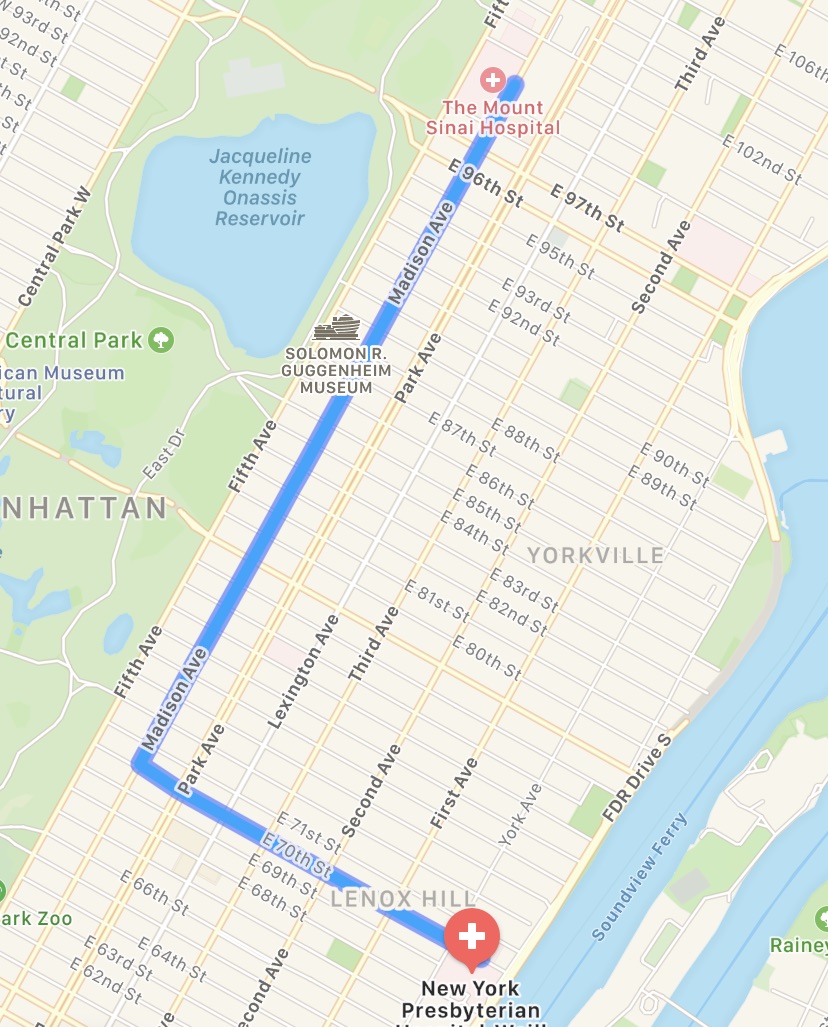 W 93rd St
92nd St
Central Park W
Jacqueline
Kennedy
Onassis
Reservoir
Fifth
The Mount
Sinai Hospital
Third Ave
E 106th
E 102nd St
E 96th St
E 97th St
Madison Ave
E 95th St
Second Ave
E 93rd St
E 92nd St
Central Park
ican Museum
tural
ry
SOLOMON R.
GUGGENHEIM
MUSEUM
Park Ave
East Dr
Fifth Ave
E 87th St
E 88th St
E 90th St
E 89th St
E 86th St
E 85th St
E 84th St
NHATTAN
YORKVILLE
E 83rd St
E 82nd St
E 81st St
E 80th St
Fifth Ave
Madison Ave
Lexington Ave
Third Ave
Park Ave
Second Ave
First Ave
York Ave
FDR Drive S
Soundview Ferry
E 71st St
E 70th St
E 69th St
E 68th St
E 66th St
LENOX HILL
ark Zoo
E 64th St
E 63rd St
E 62nd St
econd Ave
Rainey
New York
Presbyterian